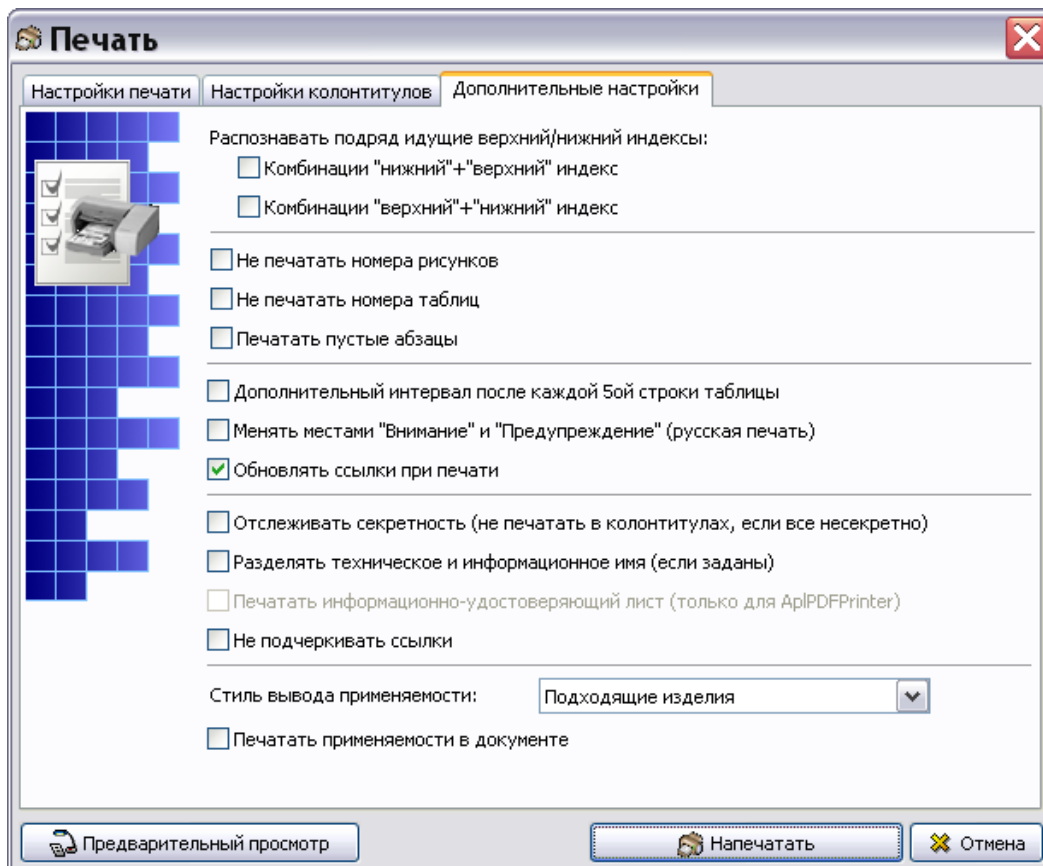 Печать
Настройки печати Настройки колонтитулов Дополнительные настройки
Распознавать подряд идущие верхний/нижний индексы:
Комбинации "нижний"+"верхний" индекс
Комбинации "верхний"+"нижний" индекс
Не печатать номера рисунков
Не печатать номера таблиц
Печатать пустые абзацы
Дополнительный интервал после каждой 5ой строки таблицы
Менять местами "Внимание" и "Предупреждение" (русская печать)
Обновлять ссылки при печати
Отслеживать секретность (не печатать в колонтитулах, если все несекретно)
Разделять техническое и информационное имя (если заданы)
Печатать информационно-удостоверяющий лист (только для AplPDFPrinter)
Не подчеркивать ссылки
Стиль вывода применяемости: Подходящие изделия
Печатать применяемости в документе
Предварительный просмотр Напечатать Отмена